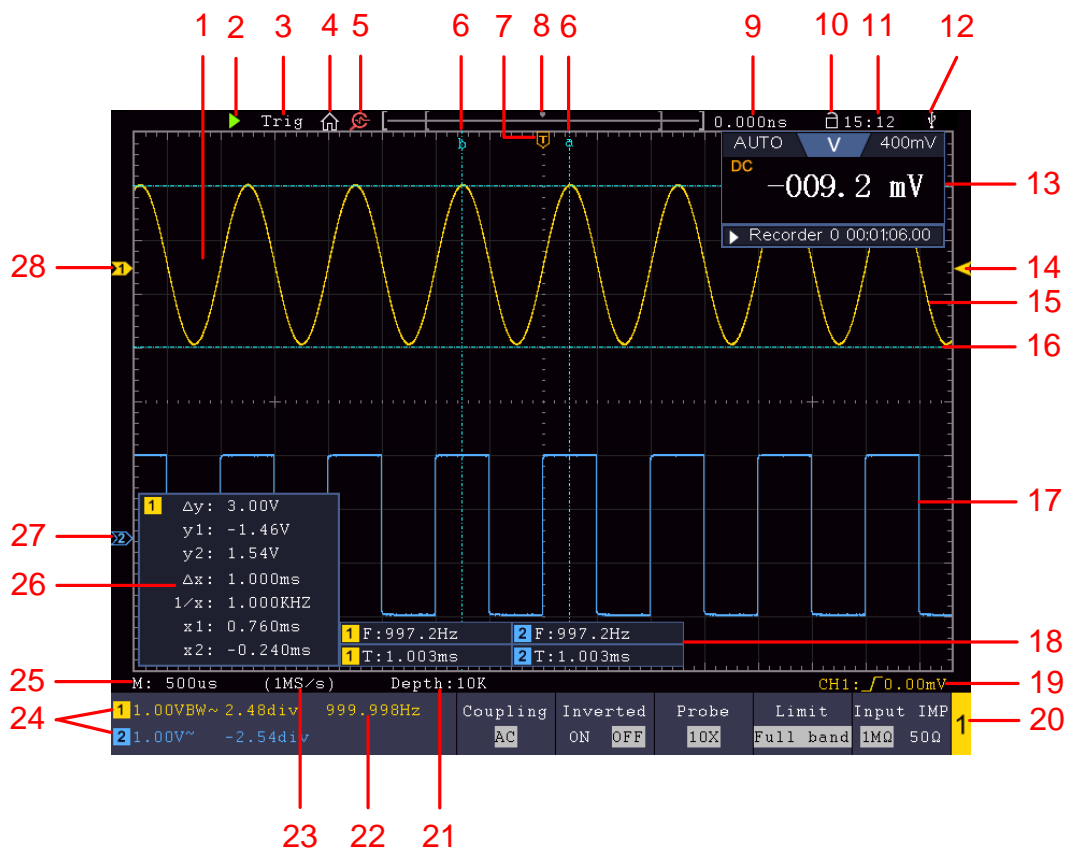 1 2 3 4 5 6 7 8 6 9 10 11 12
Trig 0.000ns 15:12
b T a
AUTO V 400mV
DC
-009.2 mV
13
Recorder 0 00:01:06.00
28 1 14
15
16
17
27 2
1 Δy: 3.00V
y1: -1.46V
y2: 1.54V
26 Δx: 1.000ms
1/x: 1.000KHZ
x1: 0.760ms
x2: -0.240ms
1 F:997.2Hz 2 F:997.2Hz
1 T:1.003ms 2 T:1.003ms
18
25 M: 500us (1MS/s) Depth:10K CH1: 0.00mV 19
24 1 1.00VBW~ 2.48div 999.998Hz Coupling Inverted Probe Limit Input IMP 1 20
2 1.00V~ -2.54div AC ON OFF 10X Full band 1MΩ 50Ω
23 22 21